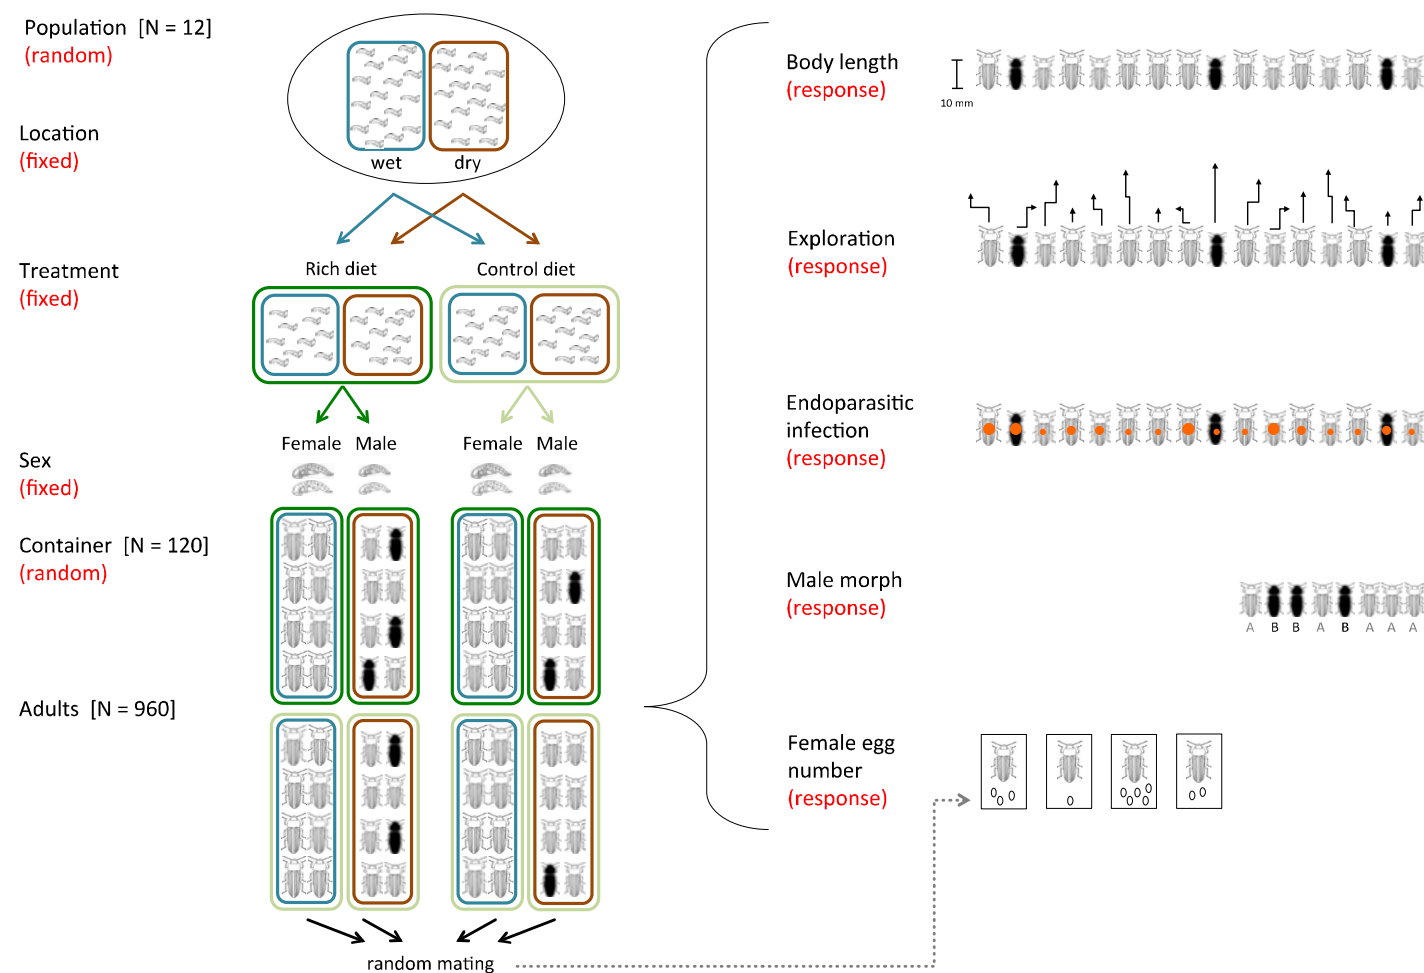 Population  [N = 12]
(random)
Location
(fixed)
wet
dry
Treatment
(fixed)
Rich diet
Control diet
Female  Male
Female  Male
Sex
(fixed)
Container  [N = 120]
(random)
Adults  [N = 960]
random mating
Body length
(response)
10 mm
Exploration
(response)
Endoparasitic
infection
(response)
Male morph
(response)
A B B A B A A A
Female egg
number
(response)